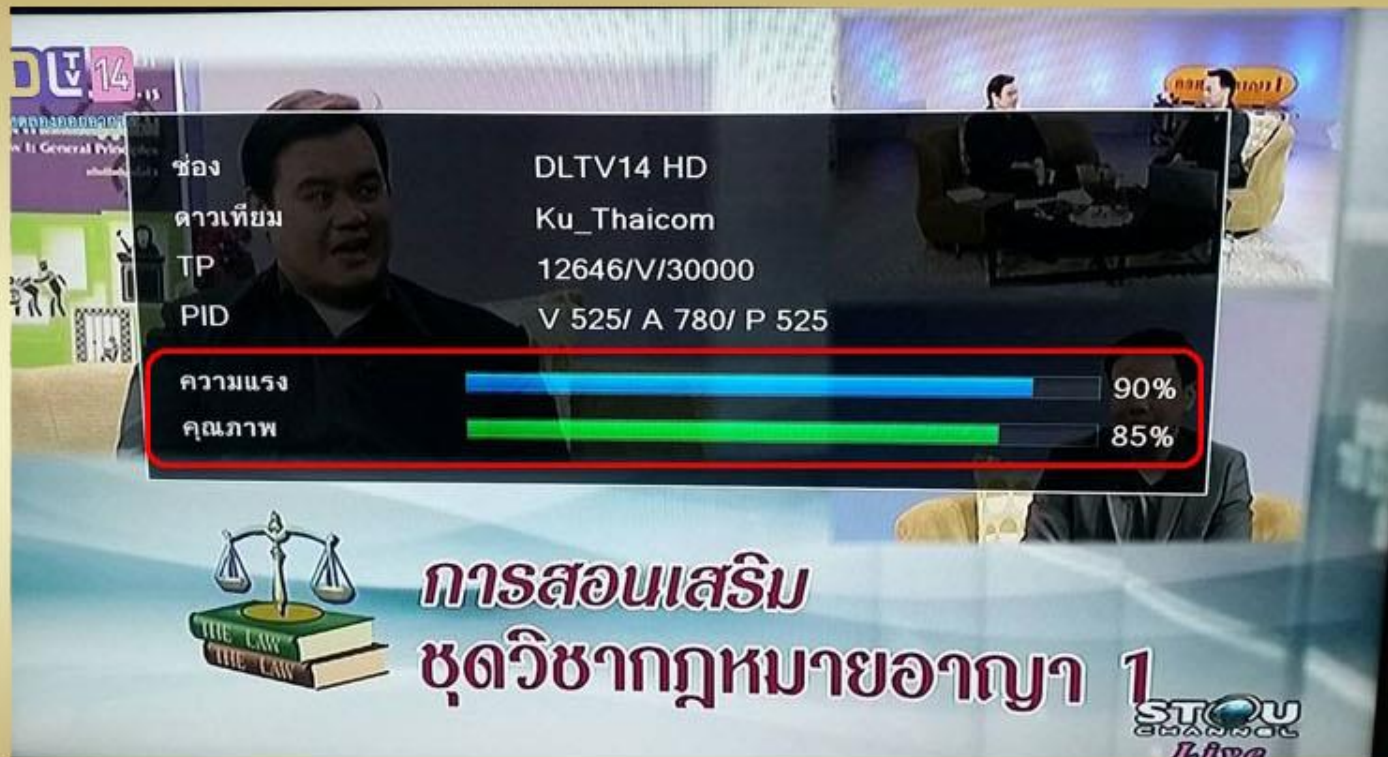 DLTV 14
ช่อง DLTV14 HD
ดาวเทียม Ku_Thaicom
TP 12646/V/30000
PID V 525/ A 780/ P 525
ความแรง 90%
คุณภาพ 85%
THE LAW
THE LAW
การสอนเสริม
ชุดวิชากฎหมายอาญา 1
STOU
CHANNEL
Live